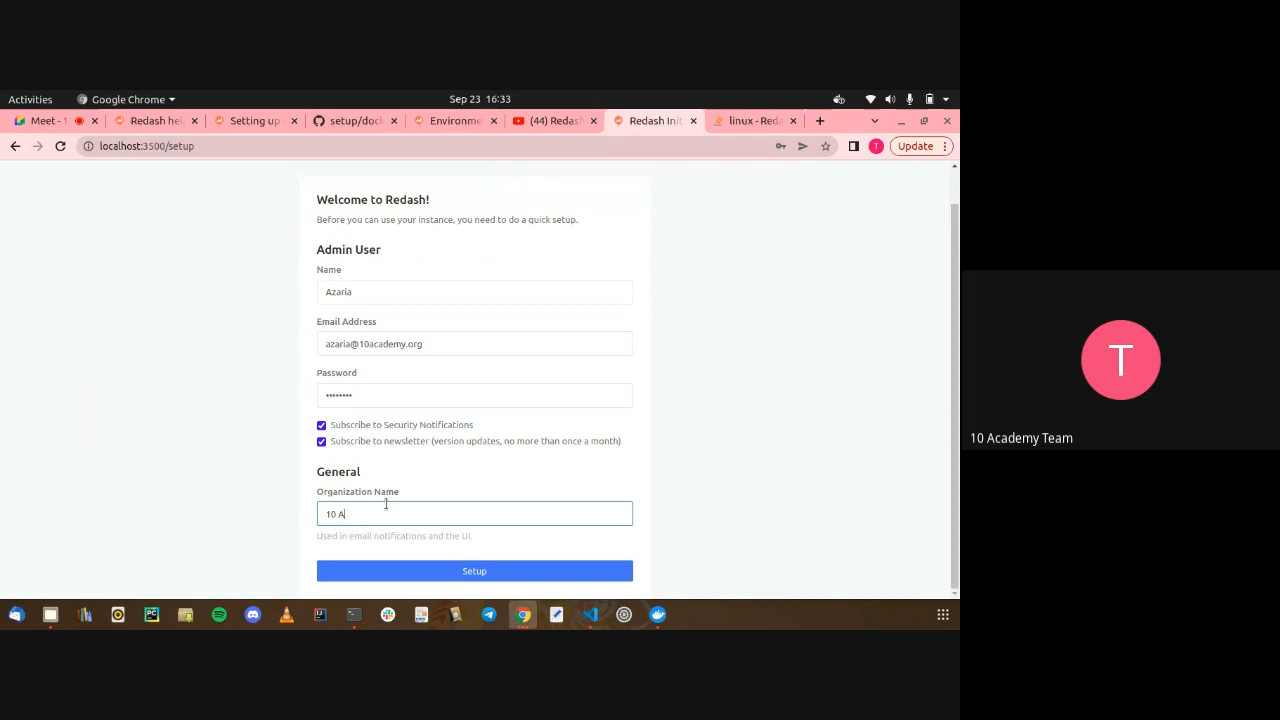 Activities
Google Chrome
Sep 23 16:33
Meet -
Redash hel
Setting up
setup/dock
Environme
(44) Redash
Redash Init
linux - Reda
localhost:3500/setup
T
Update
Welcome to Redash!
Before you can use your instance, you need to do a quick setup.
Admin User
Name
Azaria
Email Address
azaria@10academy.org
Password
••••••••
Subscribe to Security Notifications
Subscribe to newsletter (version updates, no more than once a month)
General
Organization Name
10 A
Used in email notifications and the UI.
Setup
T
10 Academy Team